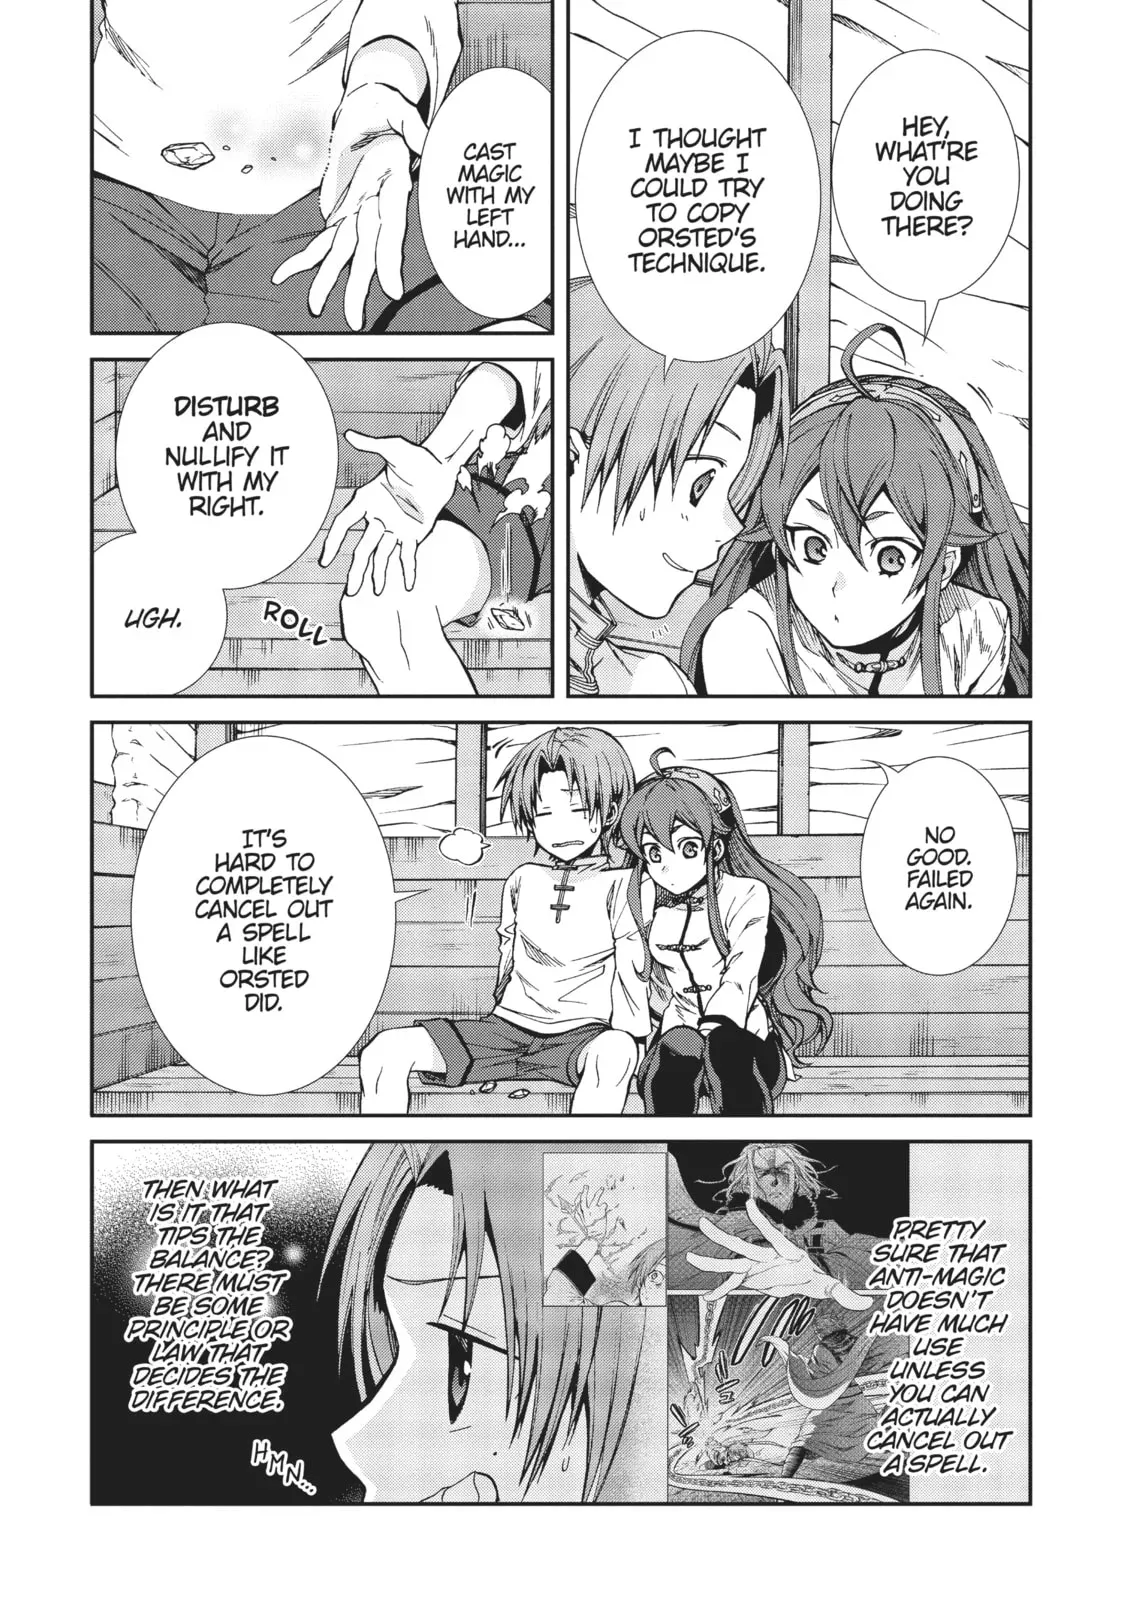 HEY,
WHAT'RE
YOU
DOING
THERE?
I THOUGHT
MAYBE I
COULD TRY
TO COPY
ORSTED'S
TECHNIQUE.
CAST
MAGIC
WITH MY
LEFT
HAND...
DISTURB
AND
NULLIFY IT
WITH MY
RIGHT.
ROLL
UGH.
NO
GOOD.
FAILED
AGAIN.
IT'S
HARD TO
COMPLETELY
CANCEL OUT
A SPELL
LIKE
ORSTED
DID.
PRETTY
SURE THAT
ANTI-MAGIC
DOESN'T
HAVE MUCH
USE
UNLESS
YOU CAN
ACTUALLY
CANCEL OUT
A SPELL.
THEN WHAT
IS IT THAT
TIPS THE
BALANCE?
THERE MUST
BE SOME
PRINCIPLE OR
LAW THAT
DECIDES THE
DIFFERENCE.
HMN...